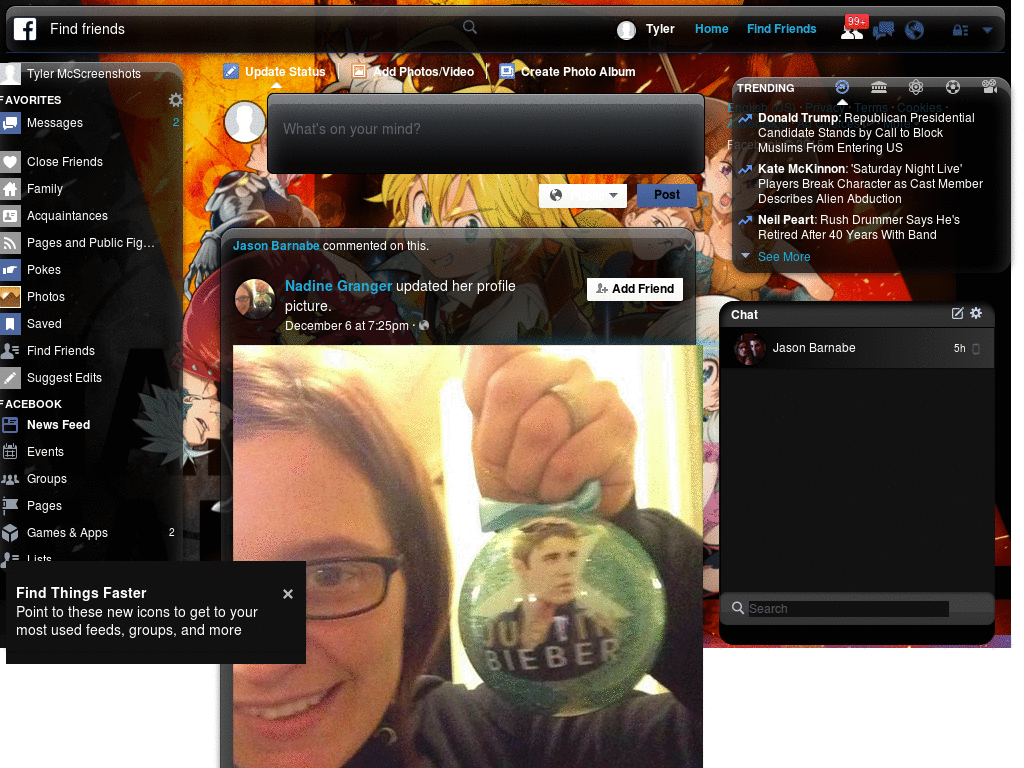 Find friends
Tyler
Home
Find Friends
99+
Tyler McScreenshots
FAVORITES
Messages
2
Close Friends
Family
Acquaintances
Pages and Public Fig...
Pokes
Photos
Saved
Find Friends
Suggest Edits
FACEBOOK
News Feed
Events
Groups
Pages
Games & Apps
2
Lists
Find Things Faster
Point to these new icons to get to your
most used feeds, groups, and more
Update Status
Add Photos/Video
Create Photo Album
What's on your mind?
Post
Jason Barnabe commented on this.
Nadine Granger updated her profile
picture.
December 6 at 7:25pm ·
Add Friend
JUSTIN
BIEBER
TRENDING
English (US) · Privacy · Terms · Cookies ·
Donald Trump: Republican Presidential
Candidate Stands by Call to Block
Muslims From Entering US
Kate McKinnon: 'Saturday Night Live'
Players Break Character as Cast Member
Describes Alien Abduction
Neil Peart: Rush Drummer Says He's
Retired After 40 Years With Band
See More
Chat
Jason Barnabe
5h
Search